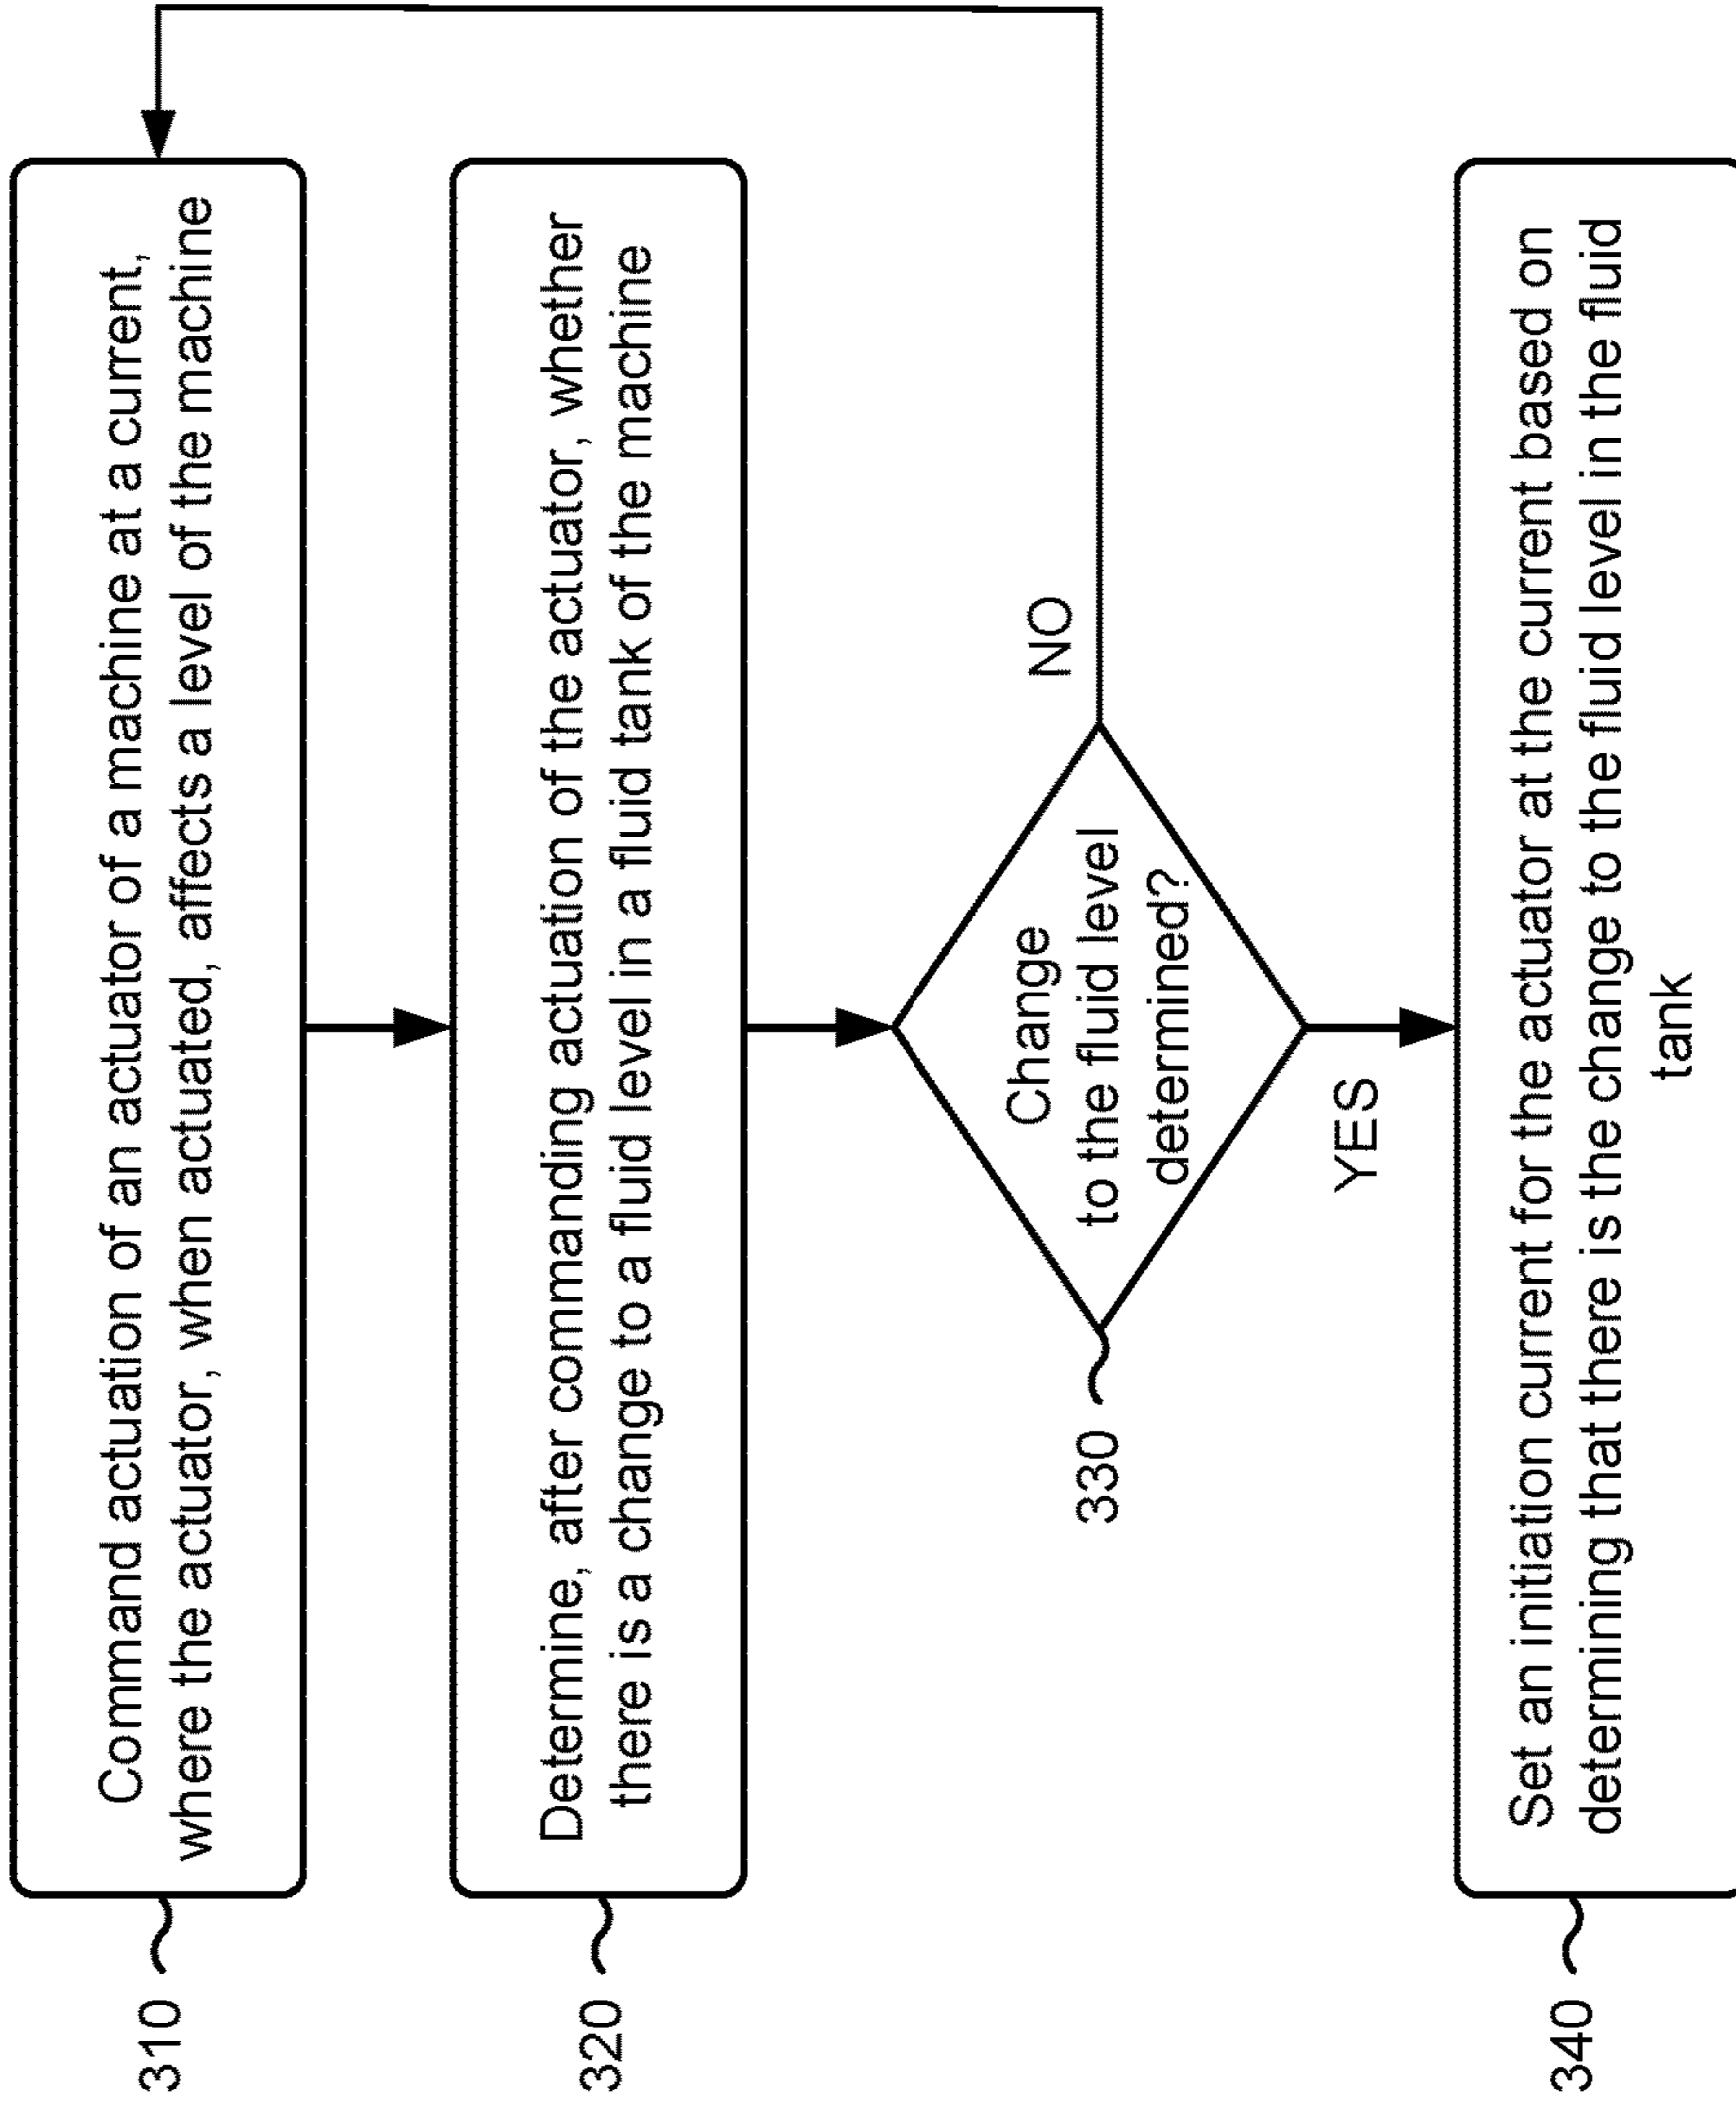 310
Command actuation of an actuator of a machine at a current,
where the actuator, when actuated, affects a level of the machine
320
Determine, after commanding actuation of the actuator, whether
there is a change to a fluid level in a fluid tank of the machine
330
Change
to the fluid level
determined?
NO
YES
340
Set an initiation current for the actuator at the current based on
determining that there is the change to the fluid level in the fluid
tank